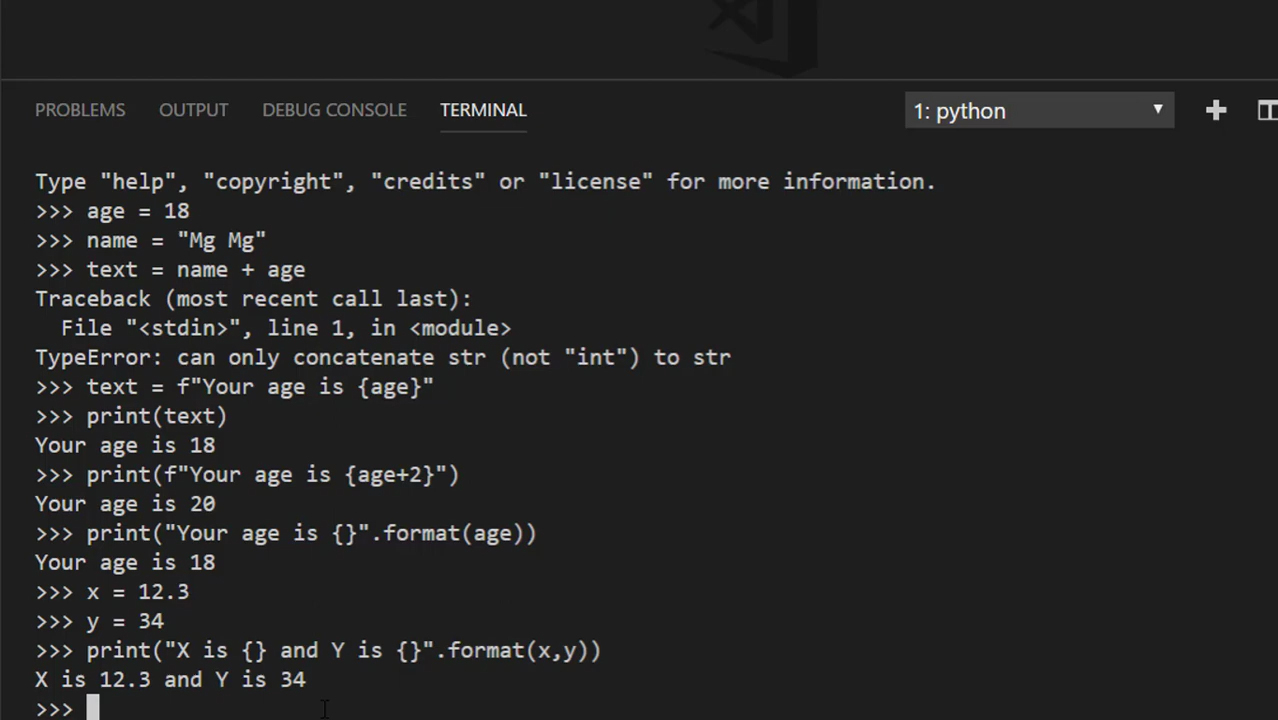 PROBLEMS OUTPUT DEBUG CONSOLE TERMINAL 1: python
Type "help", "copyright", "credits" or "license" for more information.
>>> age = 18
>>> name = "Mg Mg"
>>> text = name + age
Traceback (most recent call last):
  File "<stdin>", line 1, in <module>
TypeError: can only concatenate str (not "int") to str
>>> text = f"Your age is {age}"
>>> print(text)
Your age is 18
>>> print(f"Your age is {age+2}")
Your age is 20
>>> print("Your age is {}".format(age))
Your age is 18
>>> x = 12.3
>>> y = 34
>>> print("X is {} and Y is {}".format(x,y))
X is 12.3 and Y is 34
>>>